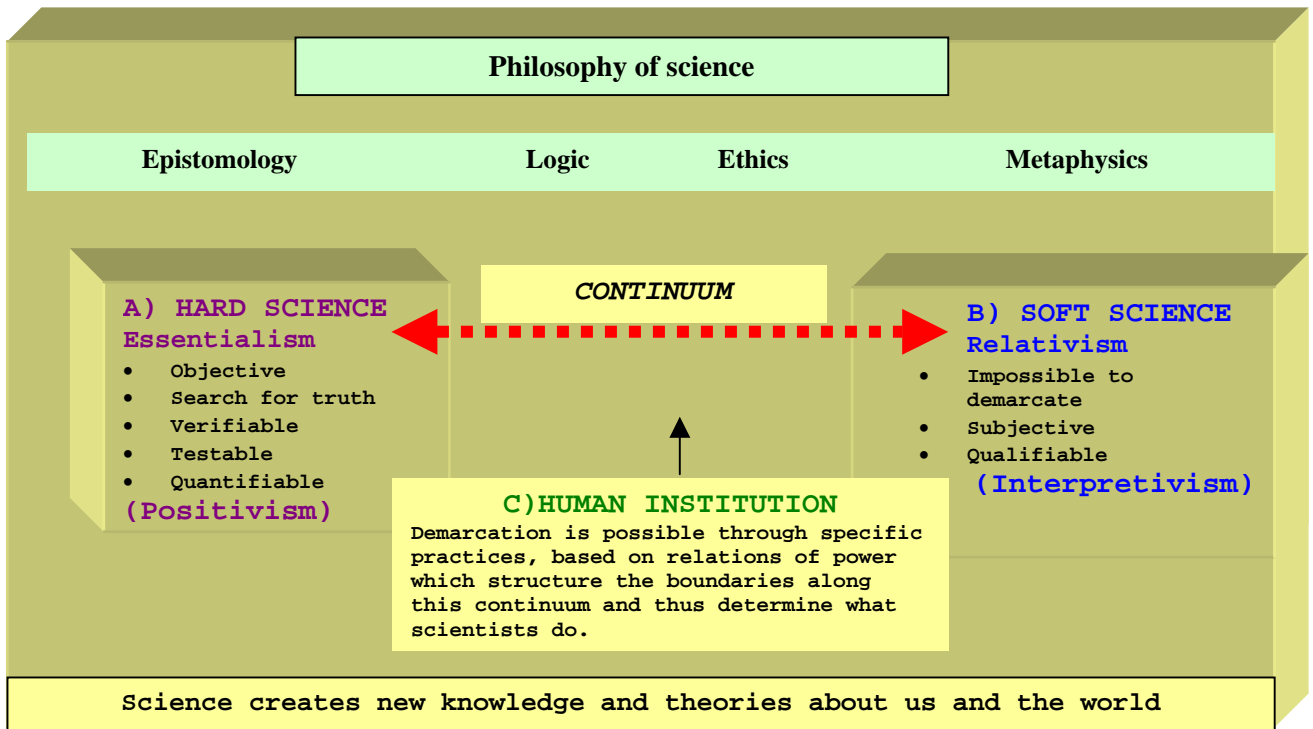 Philosophy of science
Epistomology Logic Ethics Metaphysics
CONTINUUM
A) HARD SCIENCE
Essentialism
• Objective
• Search for truth
• Verifiable
• Testable
• Quantifiable
(Positivism)
B) SOFT SCIENCE
Relativism
• Impossible to
demarcate
• Subjective
• Qualifiable
(Interpretivism)
C)HUMAN INSTITUTION
Demarcation is possible through specific
practices, based on relations of power
which structure the boundaries along
this continuum and thus determine what
scientists do.
Science creates new knowledge and theories about us and the world